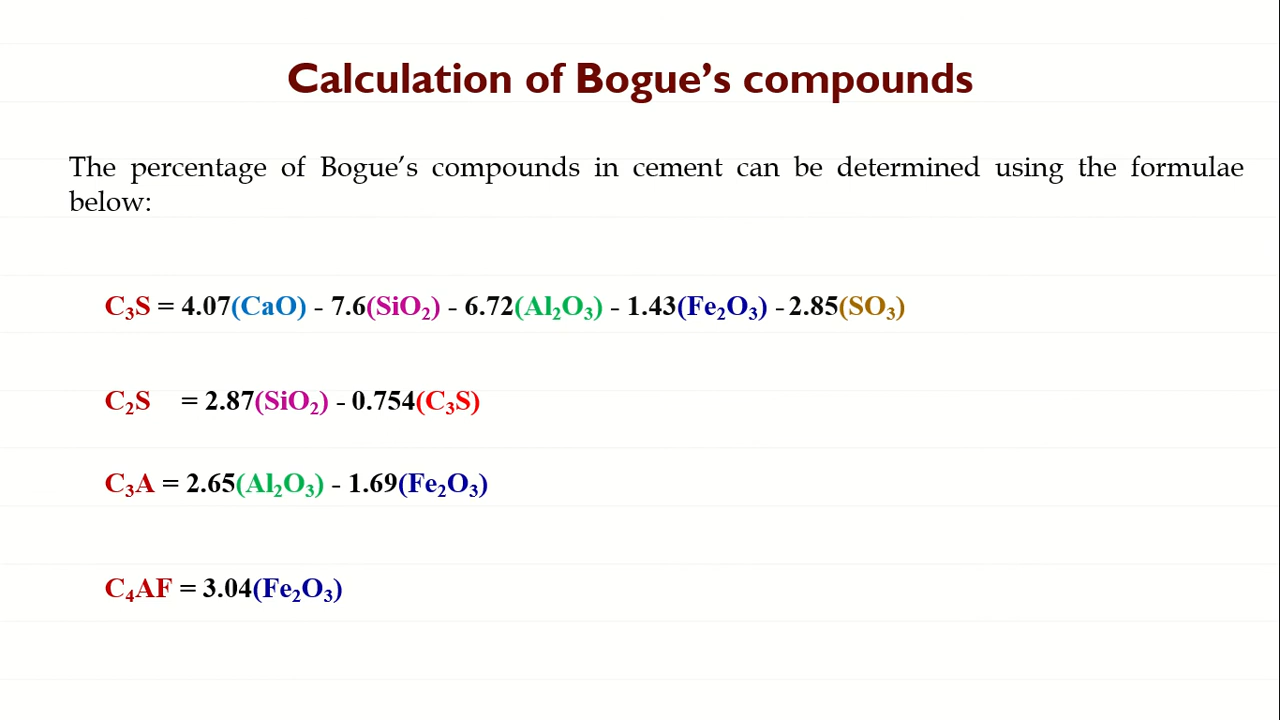 Calculation of Bogue’s compounds
The percentage of Bogue’s compounds in cement can be determined using the formulae
below:
C₃S = 4.07(CaO) - 7.6(SiO₂) - 6.72(Al₂O₃) - 1.43(Fe₂O₃) - 2.85(SO₃)
C₂S = 2.87(SiO₂) - 0.754(C₃S)
C₃A = 2.65(Al₂O₃) - 1.69(Fe₂O₃)
C₄AF = 3.04(Fe₂O₃)